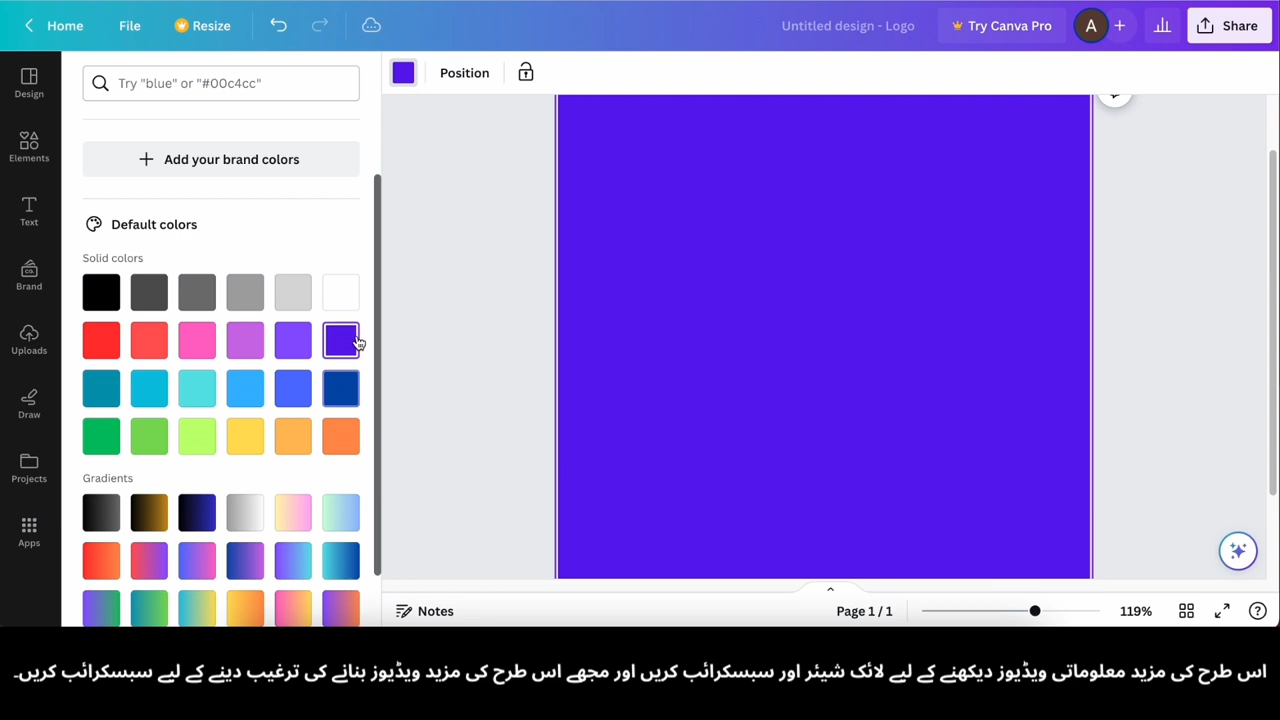 Home
File
Resize
Untitled design - Logo
Try Canva Pro
A
Share
Design
Elements
Text
Brand
Uploads
Draw
Projects
Apps
Try "blue" or "#00c4cc"
Position
Add your brand colors
Default colors
Solid colors
Gradients
CO.
Notes
Page 1 / 1
119%
اس طرح کی مزید معلوماتی ویڈیوز دیکھنے کے لیے لائک شیئر اور سبسکرائب کریں اور مجھے اس طرح کی مزید ویڈیوز بنانے کی ترغیب دینے کے لیے سبسکرائب کریں۔